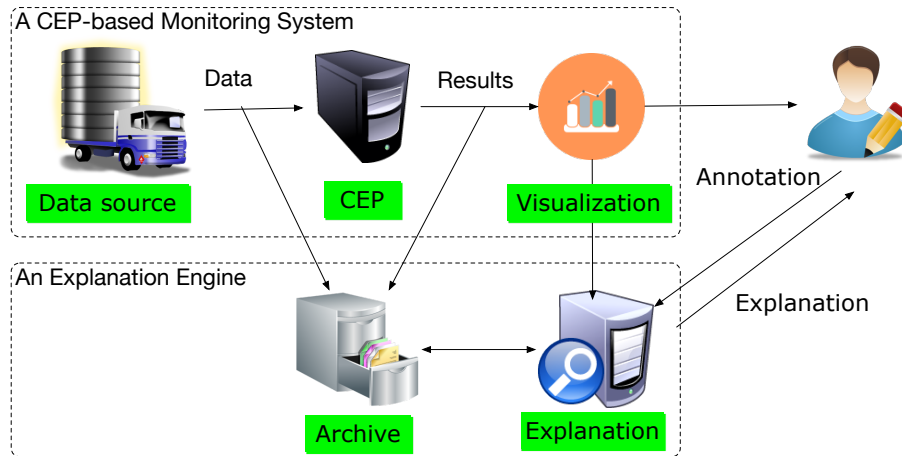 A CEP-based Monitoring System
Data
Results
Data source
CEP
Visualization
Annotation
An Explanation Engine
Explanation
Archive
Explanation